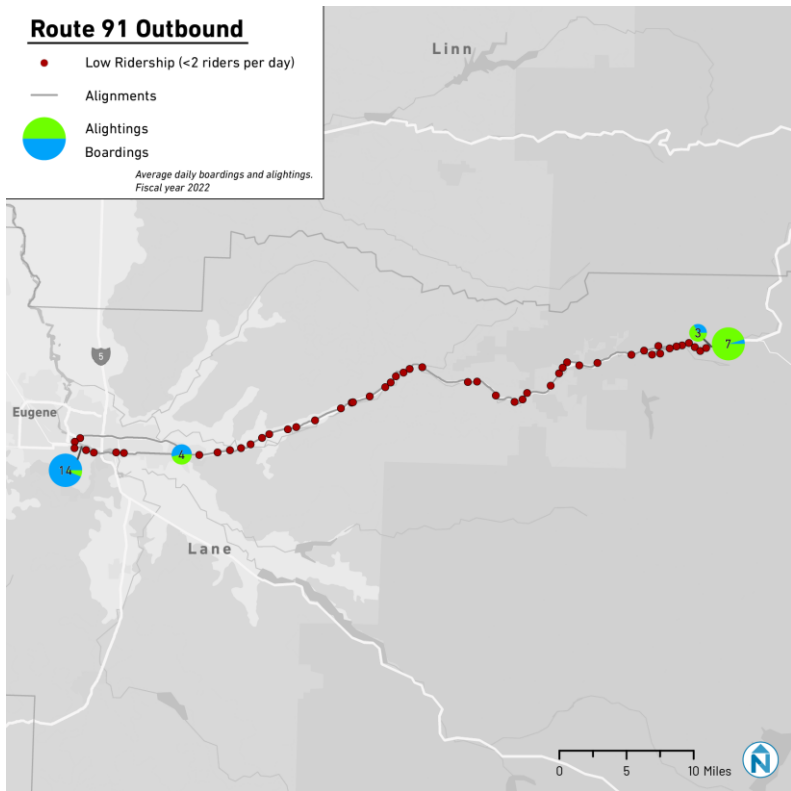 Route 91 Outbound
Low Ridership (<2 riders per day)
Alignments
Alightings
Boardings
Average daily boardings and alightings.
Fiscal year 2022
Linn
5
Eugene
3
7
4
14
Lane
0 5 10 Miles
N